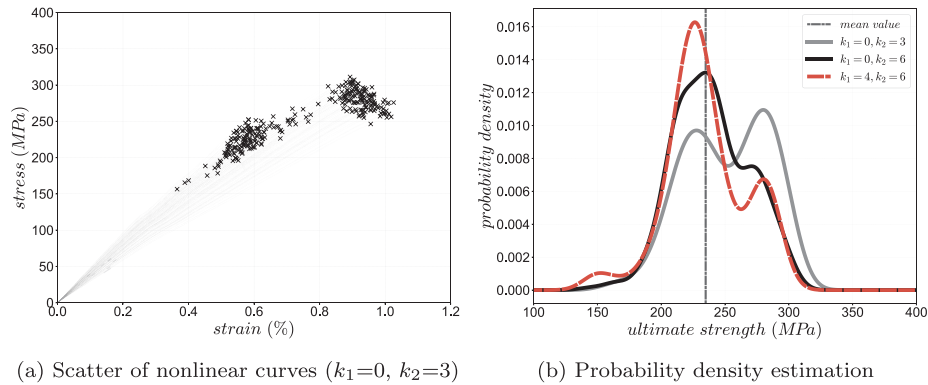 400
350
300
250
200
150
100
50
0
stress (MPa)
0.0 0.2 0.4 0.6 0.8 1.0 1.2
strain (%)
(a) Scatter of nonlinear curves (k₁=0, k₂=3)
0.016
0.014
0.012
0.010
0.008
0.006
0.004
0.002
0.000
probability density
mean value
k₁=0, k₂=3
k₁=0, k₂=6
k₁=4, k₂=6
100 150 200 250 300 350 400
ultimate strength (MPa)
(b) Probability density estimation